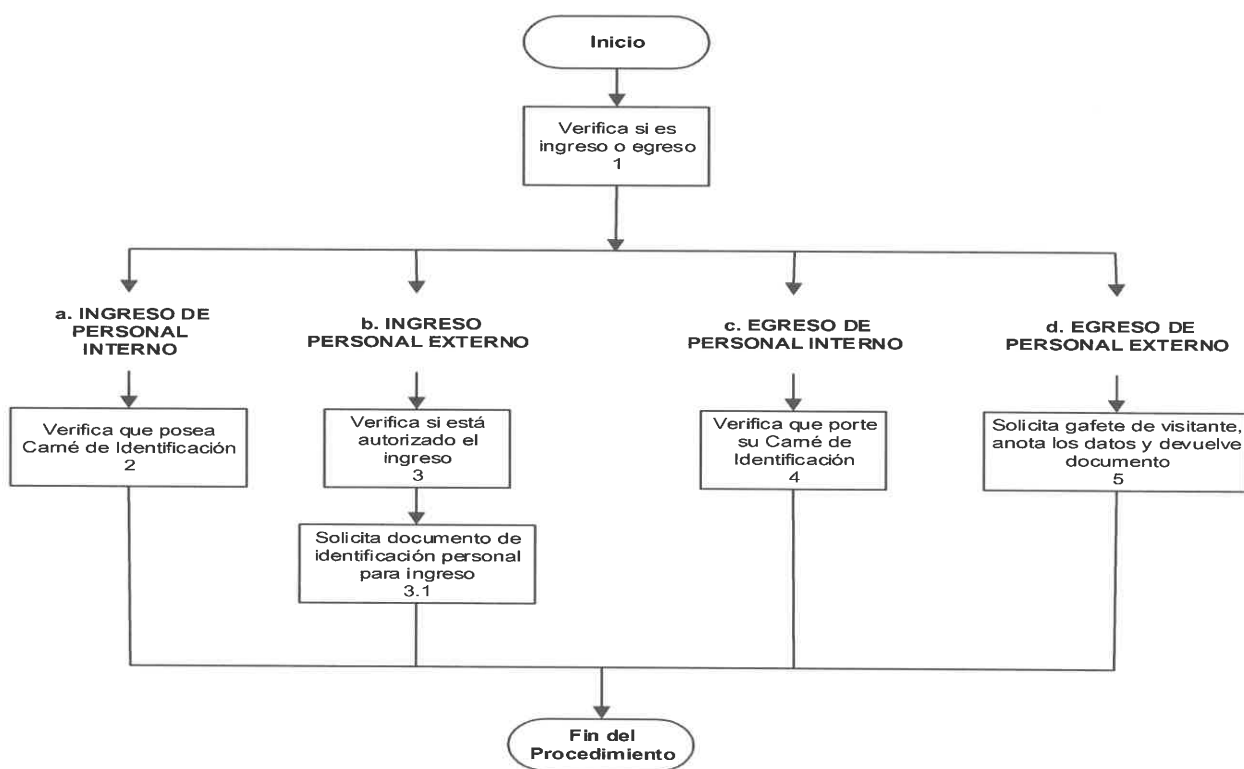 Inicio
Verifica si es
ingreso o egreso
1
a. INGRESO DE
PERSONAL
INTERNO
b. INGRESO
PERSONAL EXTERNO
c. EGRESO DE
PERSONAL INTERNO
d. EGRESO DE
PERSONAL EXTERNO
Verifica que posea
Carné de Identificación
2
Verifica si está
autorizado el
ingreso
3
Solicita documento de
identificación personal
para ingreso
3.1
Verifica que porte
su Carné de
Identificación
4
Solicita gafete de visitante,
anota los datos y devuelve
documento
5
Fin del
Procedimiento